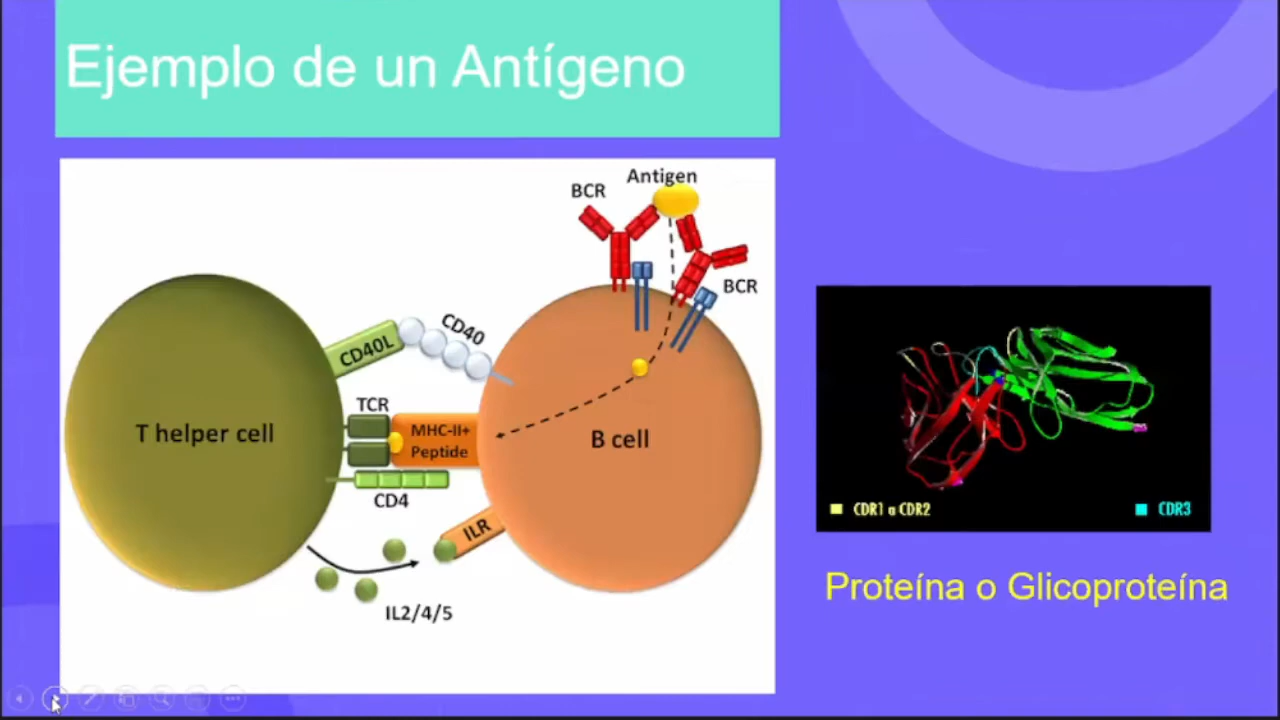 Ejemplo de un Antígeno
Antigen
BCR
BCR
CD40
CD40L
TCR
MHC-II+
Peptide
T helper cell
B cell
CD4
ILR
IL2/4/5
CDR1 a CDR2
CDR3
Proteína o Glicoproteína